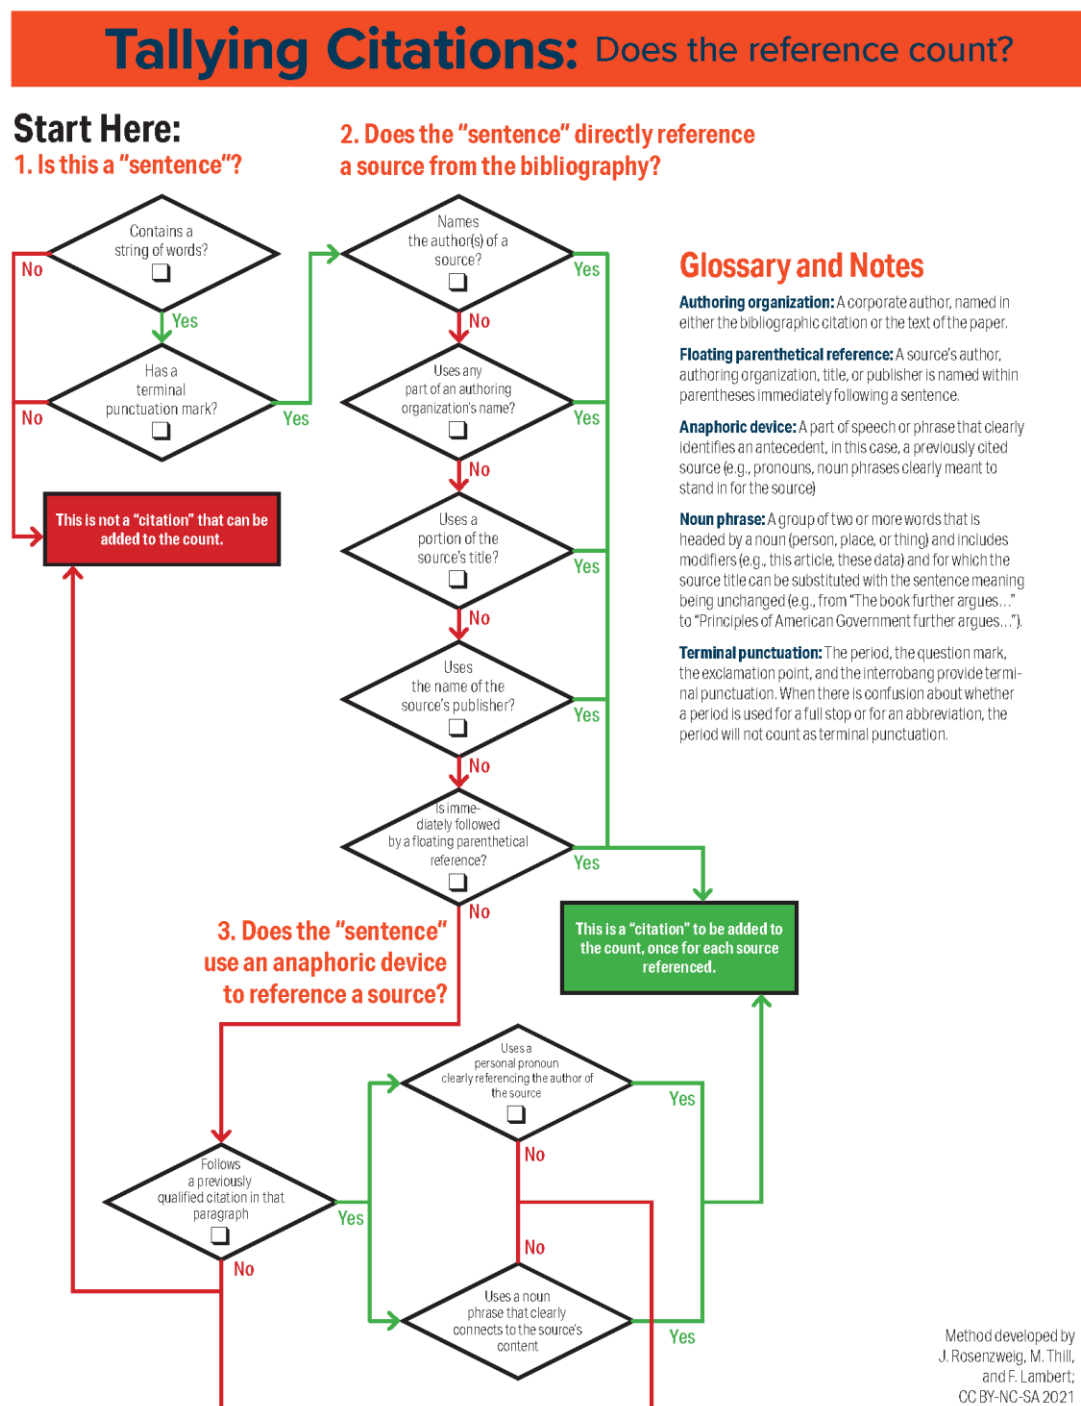 Tallying Citations: Does the reference count?
Start Here:
1. Is this a “sentence”?
Contains a
string of words?
No
Yes
Has a
terminal
punctuation mark?
No
Yes
This is not a “citation” that can be
added to the count.
2. Does the “sentence” directly reference
a source from the bibliography?
Names
the author(s) of a
source?
Yes
No
Uses any
part of an authoring
organization's name?
Yes
No
Uses a
portion of the
source's title?
Yes
No
Uses
the name of the
source's publisher?
Yes
No
Is imme-
diately followed
by a floating parenthetical
reference?
Yes
No
This is a “citation” to be added to
the count, once for each source
referenced.
3. Does the “sentence”
use an anaphoric device
to reference a source?
Follows
a previously
qualified citation in that
paragraph
Yes
No
Uses a
personal pronoun
clearly referencing the author of
the source
Yes
No
No
Uses a noun
phrase that clearly
connects to the source's
content
Yes
Glossary and Notes
Authoring organization: A corporate author, named in
either the bibliographic citation or the text of the paper.
Floating parenthetical reference: A source's author,
authoring organization, title, or publisher is named within
parentheses immediately following a sentence.
Anaphoric device: A part of speech or phrase that clearly
identifies an antecedent, in this case, a previously cited
source (e.g., pronouns, noun phrases clearly meant to
stand in for the source)
Noun phrase: A group of two or more words that is
headed by a noun (person, place, or thing) and includes
modifiers (e.g., this article, these data) and for which the
source title can be substituted with the sentence meaning
being unchanged (e.g., from “The book further argues...”
to “Principles of American Government further argues...”).
Terminal punctuation: The period, the question mark,
the exclamation point, and the interrobang provide termi-
nal punctuation. When there is confusion about whether
a period is used for a full stop or for an abbreviation, the
period will not count as terminal punctuation.
Method developed by
J. Rosenzweig, M. Thill,
and F. Lambert;
CC BY-NC-SA 2021